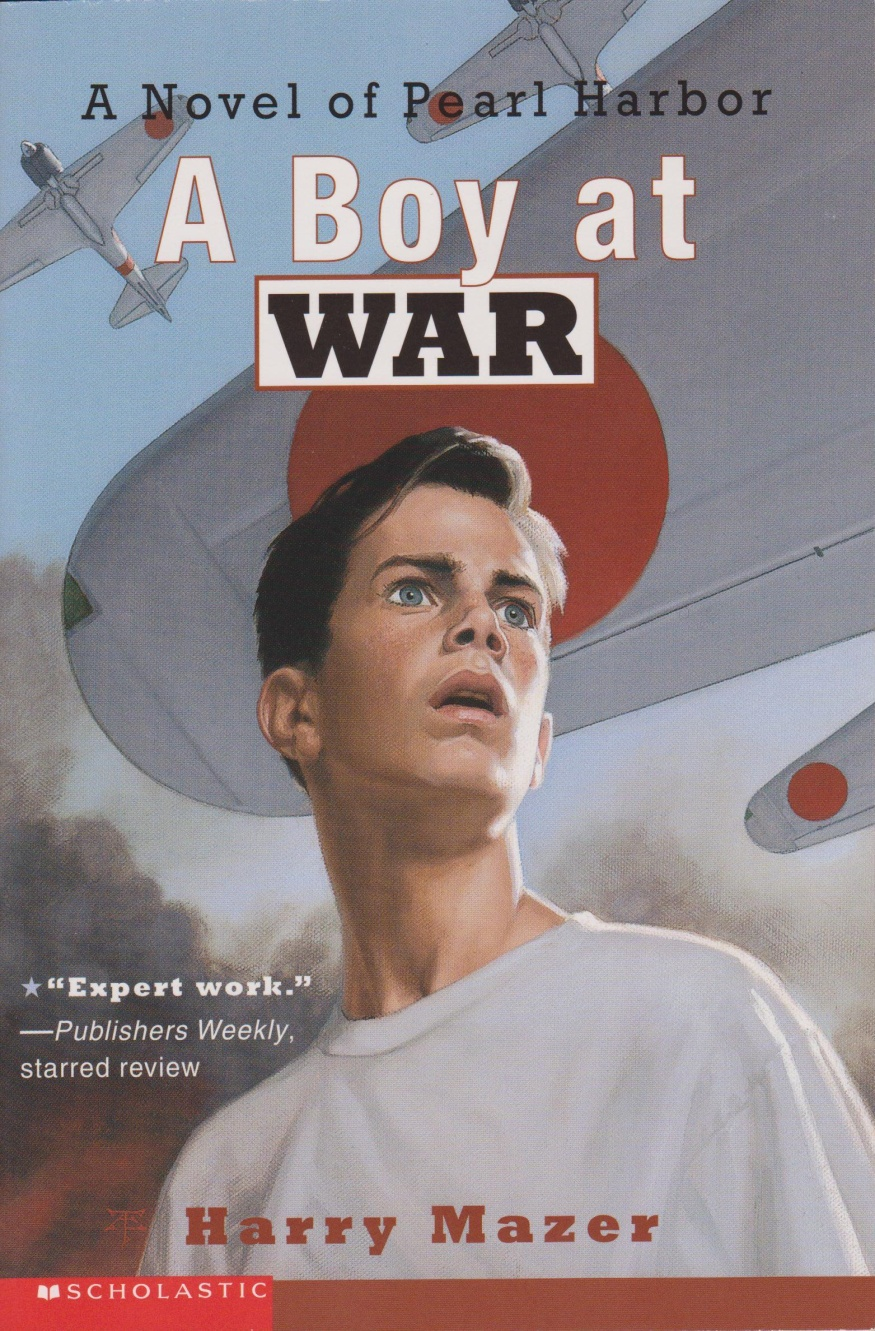 A Novel of Pearl Harbor
A Boy at
WAR
★“Expert work.”
—Publishers Weekly,
starred review
Harry Mazer
SCHOLASTIC